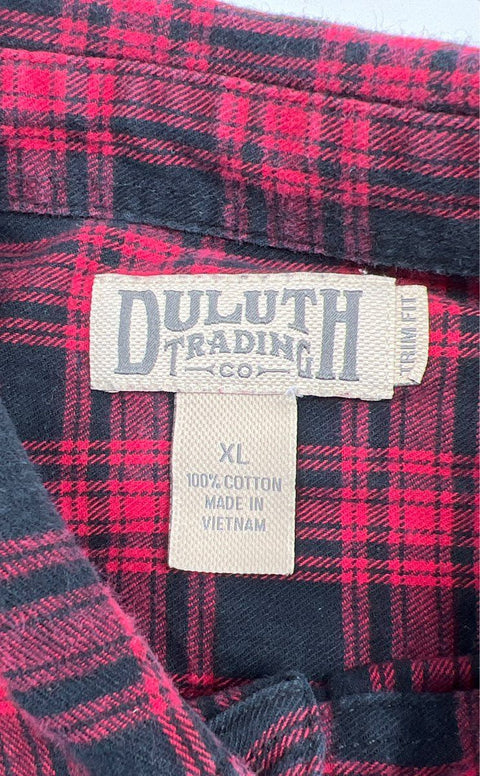 DULUTH
TRADING
CO
TRIM FIT
XL
100% COTTON
MADE IN
VIETNAM